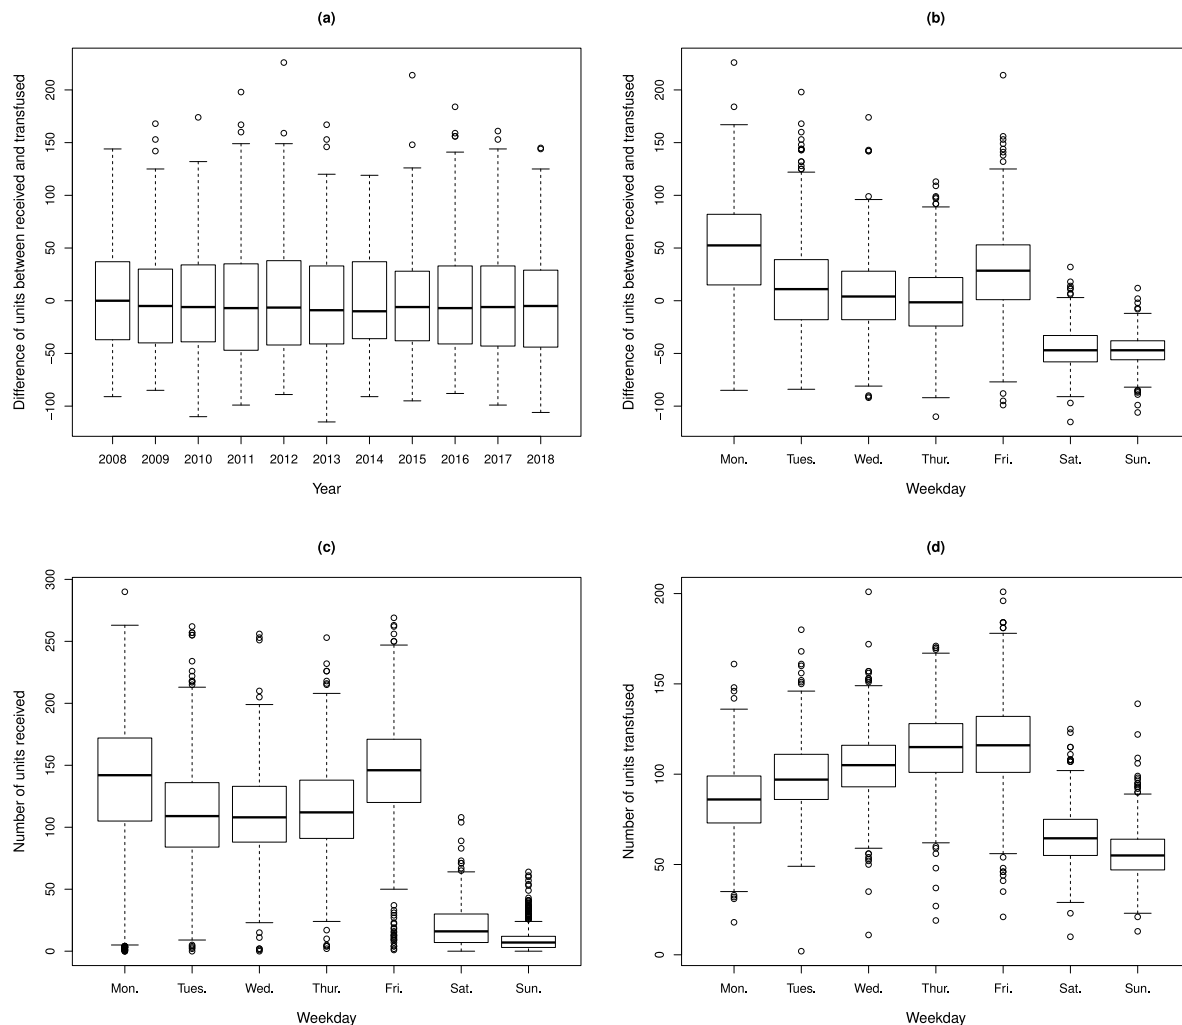 (a)
Difference of units between received and transfused
200
150
100
50
0
−50
−100
2008 2009 2010 2011 2012 2013 2014 2015 2016 2017 2018
Year
(b)
Difference of units between received and transfused
200
150
100
50
0
−50
−100
Mon. Tues. Wed. Thur. Fri. Sat. Sun.
Weekday
(c)
Number of units received
300
250
200
150
100
50
0
Mon. Tues. Wed. Thur. Fri. Sat. Sun.
Weekday
(d)
Number of units transfused
200
150
100
50
0
Mon. Tues. Wed. Thur. Fri. Sat. Sun.
Weekday